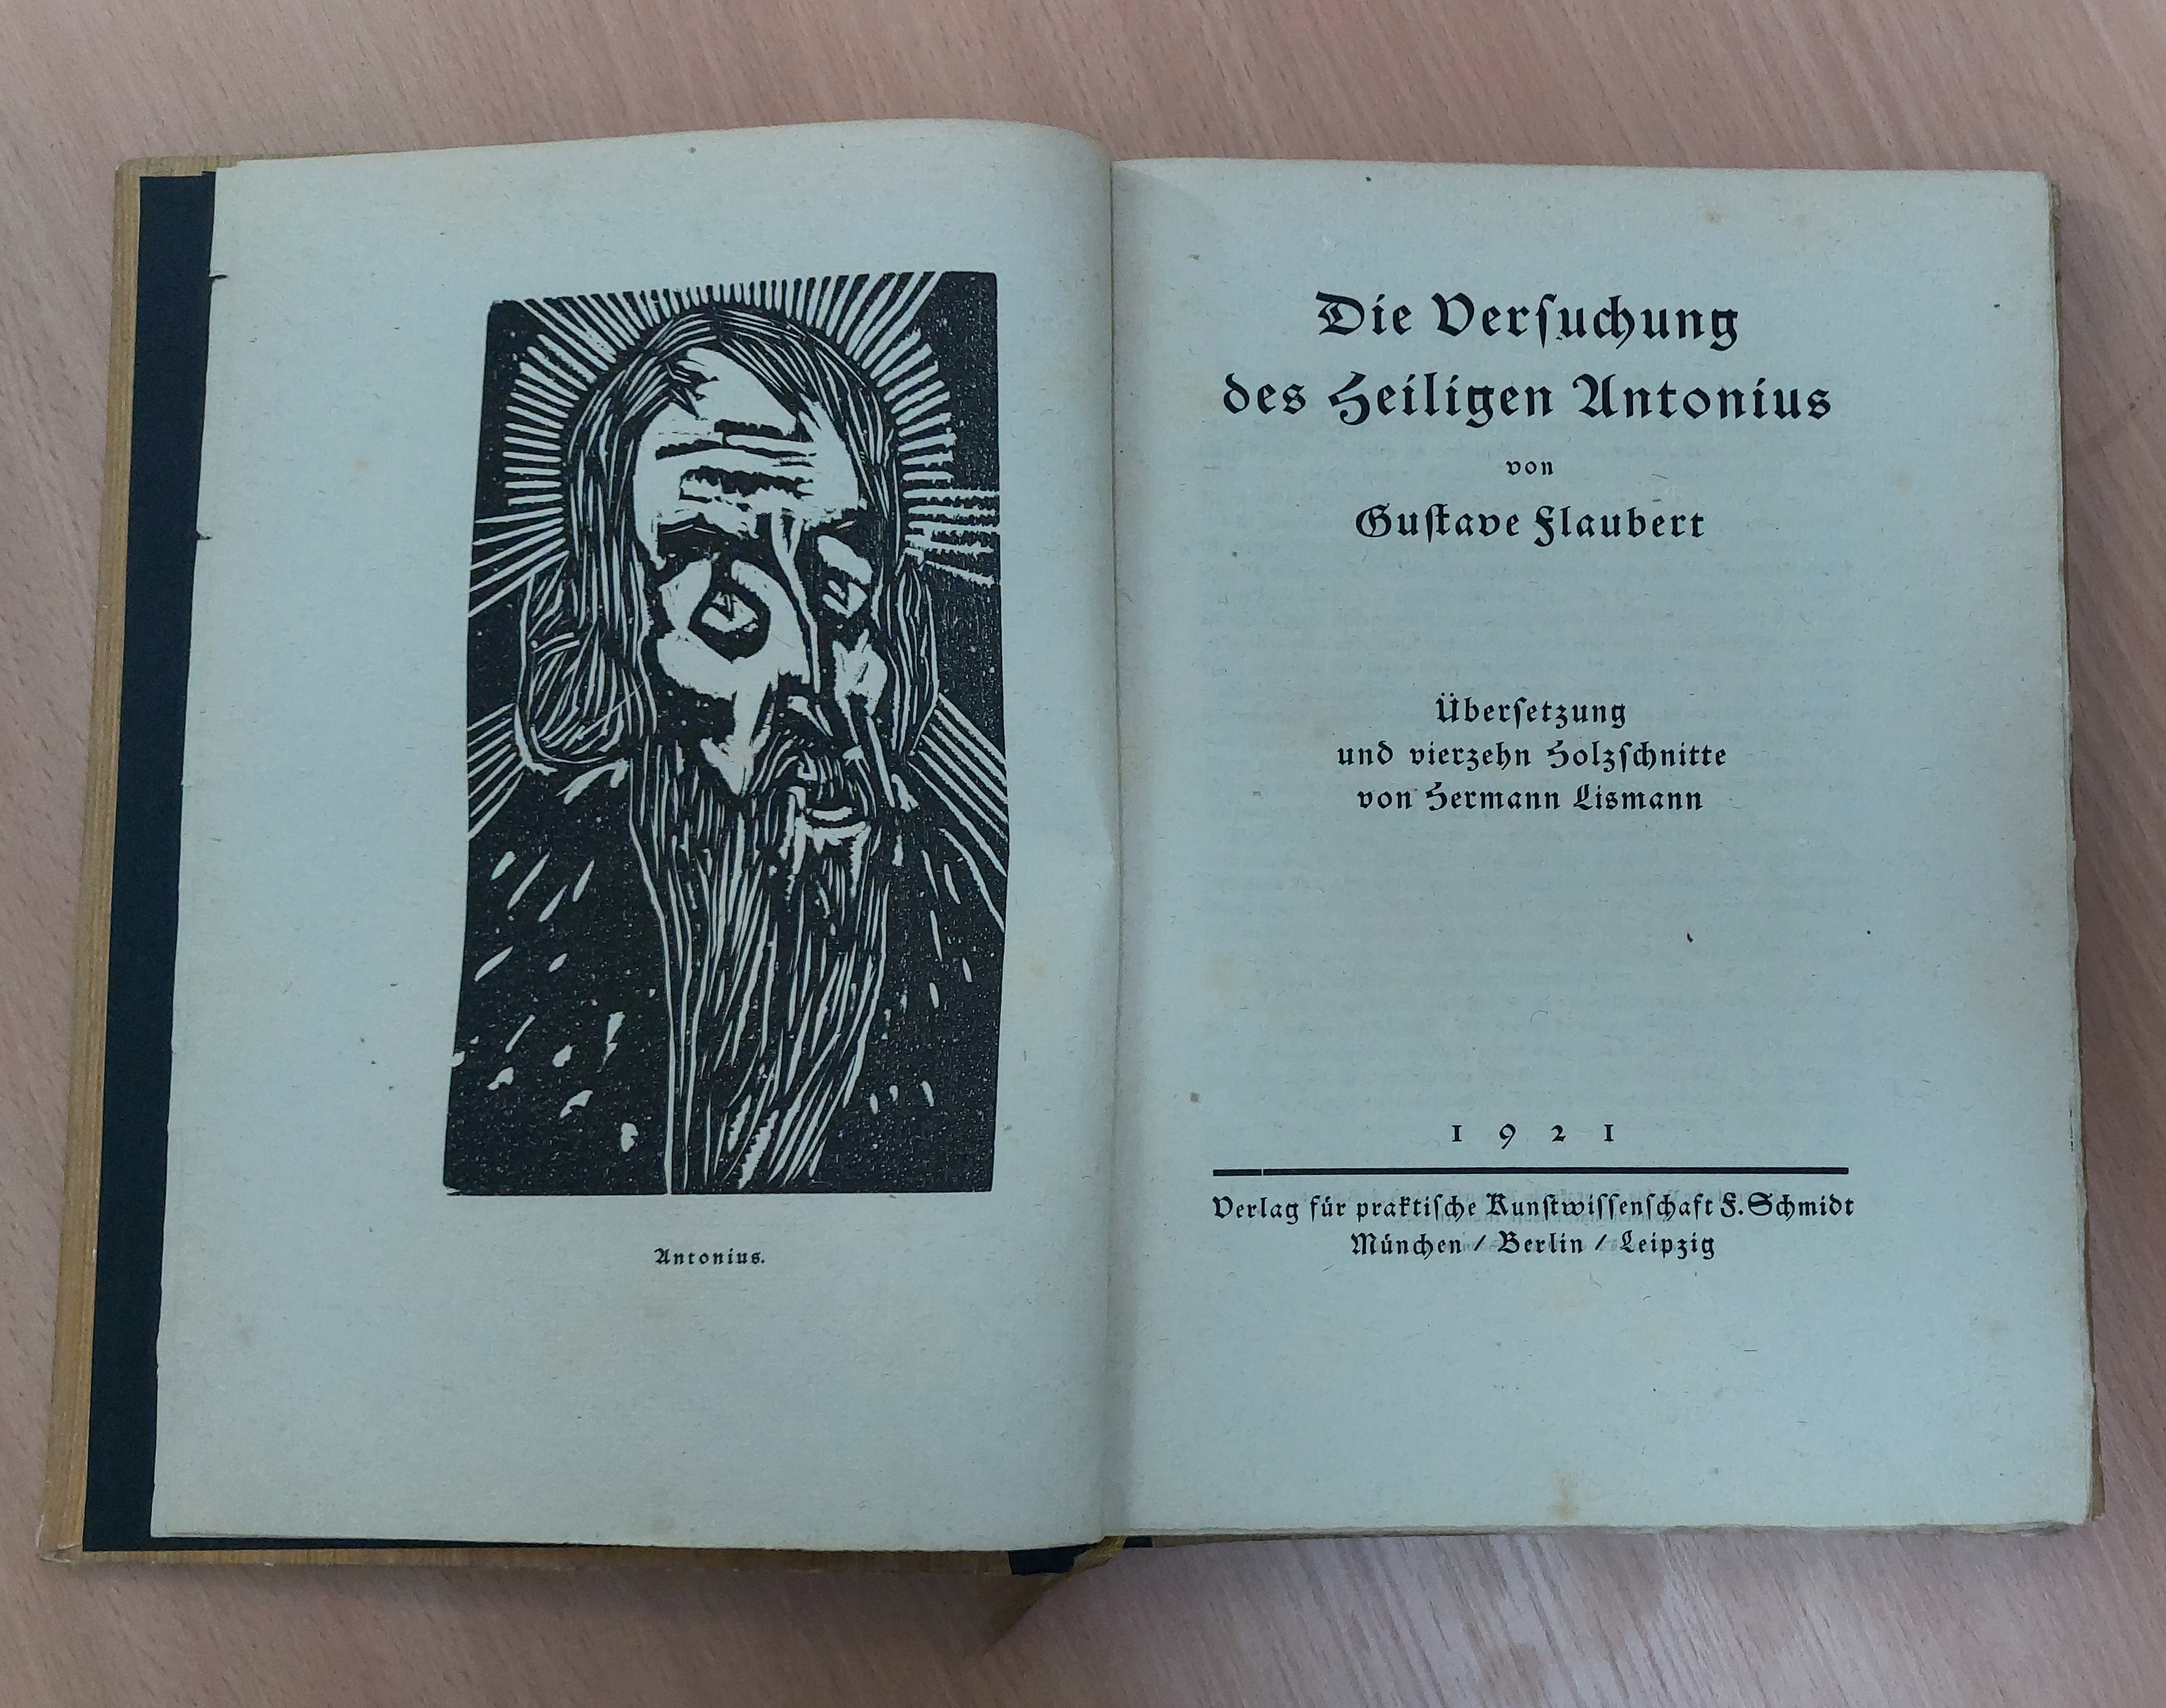 Antonius.
Die Verſuchung
des Heiligen Antonius
von
Guſtave Flaubert
Überſetzung
und vierzehn Holzſchnitte
von Hermann Lismann
1921
Verlag für praktiſche Kunſtwiſſenſchaft F. Schmidt
München / Berlin / Leipzig